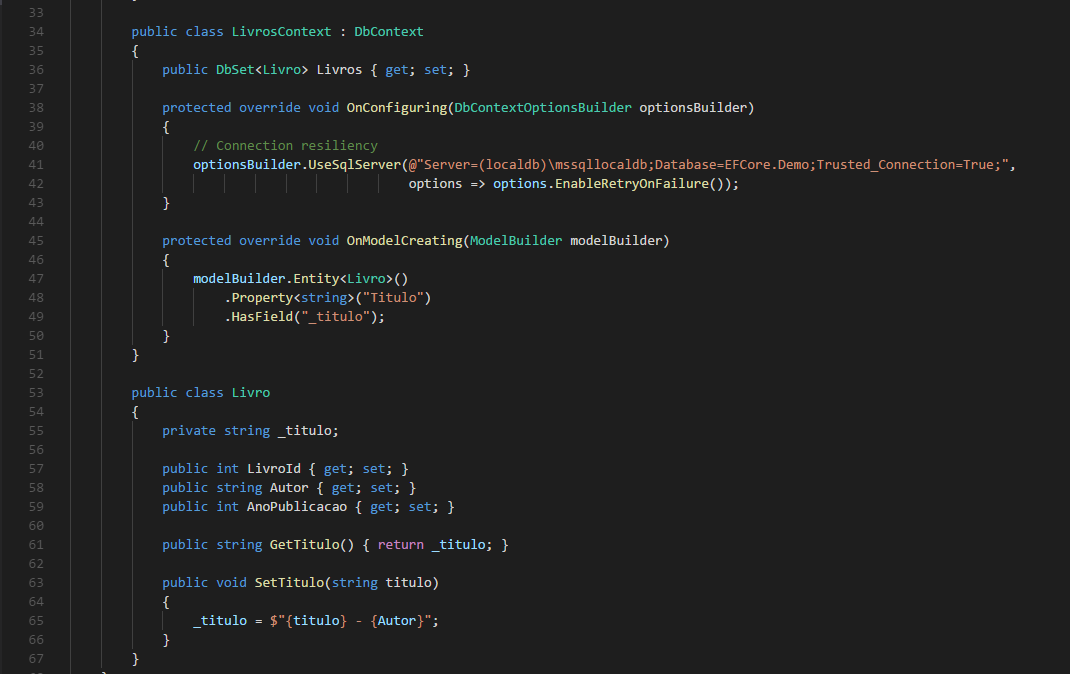 33
34 public class LivrosContext : DbContext
35 {
36 public DbSet<Livro> Livros { get; set; }
37
38 protected override void OnConfiguring(DbContextOptionsBuilder optionsBuilder)
39 {
40 // Connection resiliency
41 optionsBuilder.UseSqlServer(@"Server=(localdb)\mssqllocaldb;Database=EFCore.Demo;Trusted_Connection=True;",
42 options => options.EnableRetryOnFailure());
43 }
44
45 protected override void OnModelCreating(ModelBuilder modelBuilder)
46 {
47 modelBuilder.Entity<Livro>()
48 .Property<string>("Titulo")
49 .HasField("_titulo");
50 }
51 }
52
53 public class Livro
54 {
55 private string _titulo;
56
57 public int LivroId { get; set; }
58 public string Autor { get; set; }
59 public int AnoPublicacao { get; set; }
60
61 public string GetTitulo() { return _titulo; }
62
63 public void SetTitulo(string titulo)
64 {
65 _titulo = $"{titulo} - {Autor}";
66 }
67 }